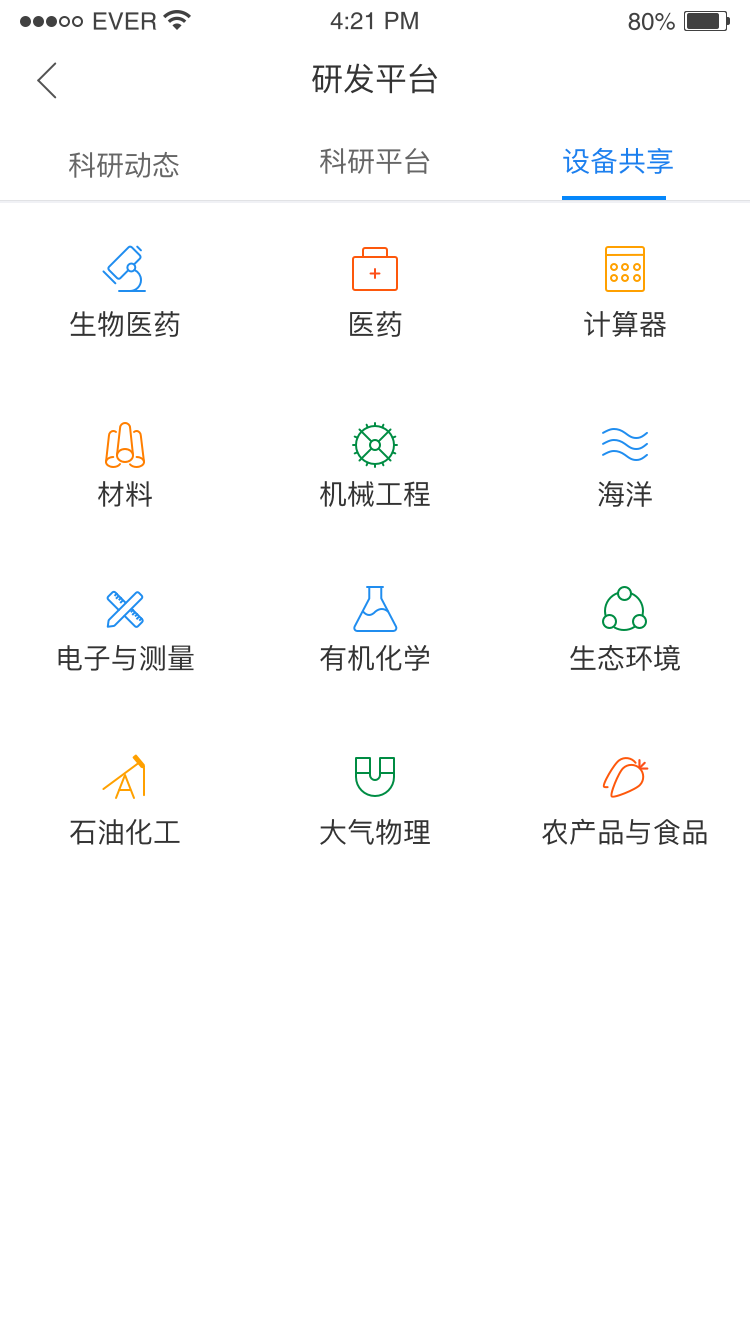 EVER 4:21 PM 80%
研发平台
科研动态 科研平台 设备共享
生物医药 医药 计算器
材料 机械工程 海洋
电子与测量 有机化学 生态环境
石油化工 大气物理 农产品与食品